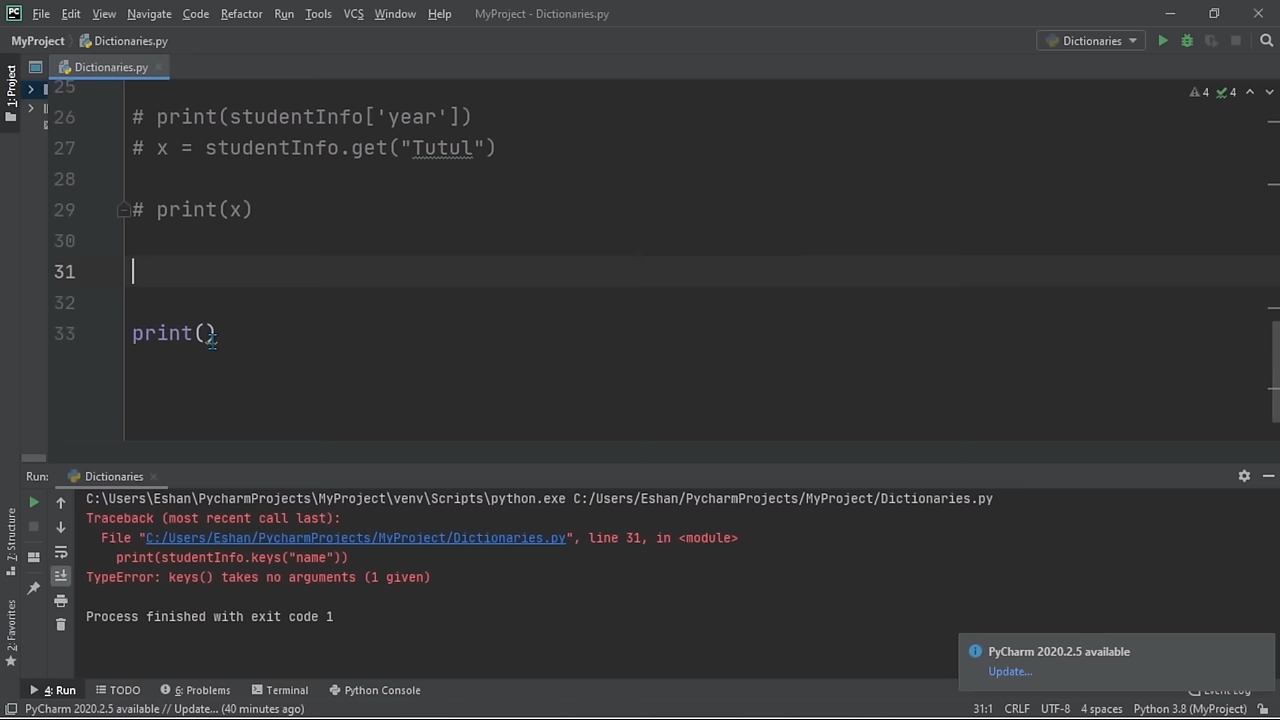 File Edit View Navigate Code Refactor Run Tools VCS Window Help MyProject - Dictionaries.py
MyProject Dictionaries.py Dictionaries
1: Project
Dictionaries.py
25
4 4
26 # print(studentInfo['year'])
27 # x = studentInfo.get("Tutul")
28
29 # print(x)
30
31
32
33 print()
Run: Dictionaries
C:\Users\Eshan\PycharmProjects\MyProject\venv\Scripts\python.exe C:/Users/Eshan/PycharmProjects/MyProject/Dictionaries.py
Traceback (most recent call last):
File "C:/Users/Eshan/PycharmProjects/MyProject/Dictionaries.py", line 31, in <module>
print(studentInfo.keys("name"))
TypeError: keys() takes no arguments (1 given)
Process finished with exit code 1
7: Structure
2: Favorites
PyCharm 2020.2.5 available
Update...
4: Run TODO 6: Problems Terminal Python Console Event Log
PyCharm 2020.2.5 available // Update... (40 minutes ago) 31:1 CRLF UTF-8 4 spaces Python 3.8 (MyProject)